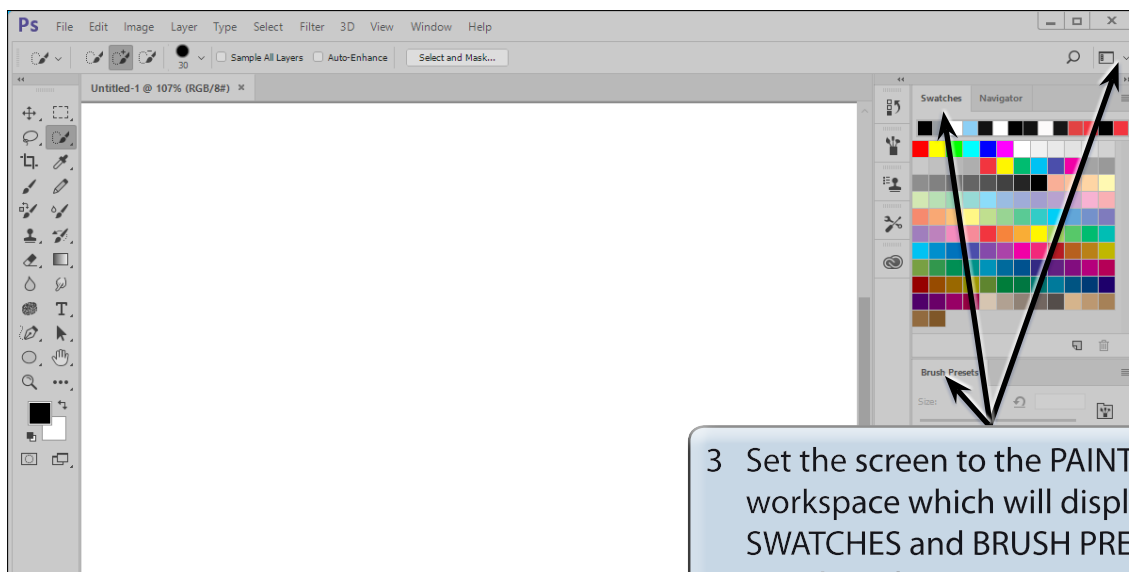 Ps File Edit Image Layer Type Select Filter 3D View Window Help
30 Sample All Layers Auto-Enhance Select and Mask...
Untitled-1 @ 107% (RGB/8#) ×
Swatches Navigator
T
Brush Presets
Size:
3 Set the screen to the PAINT
workspace which will displ
SWATCHES and BRUSH PRE